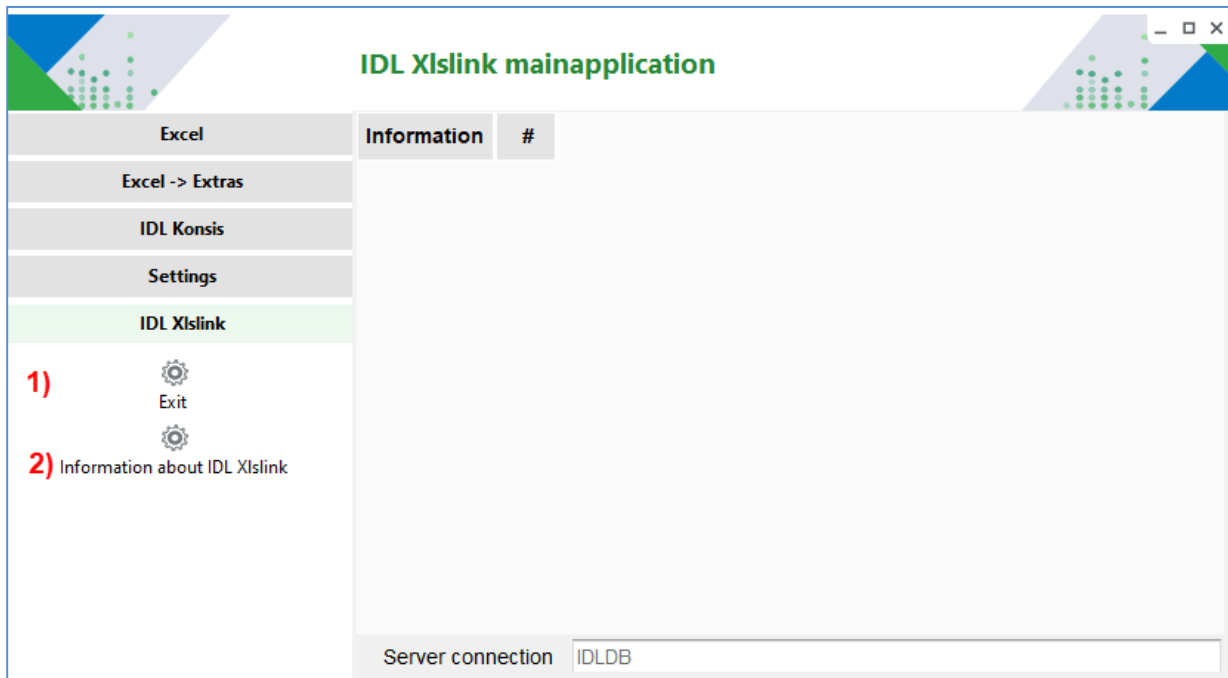 IDL Xlslink mainapplication
Excel
Information #
Excel -> Extras
IDL Konsis
Settings
IDL Xlslink
1)
Exit
2) Information about IDL Xlslink
Server connection IDLDB